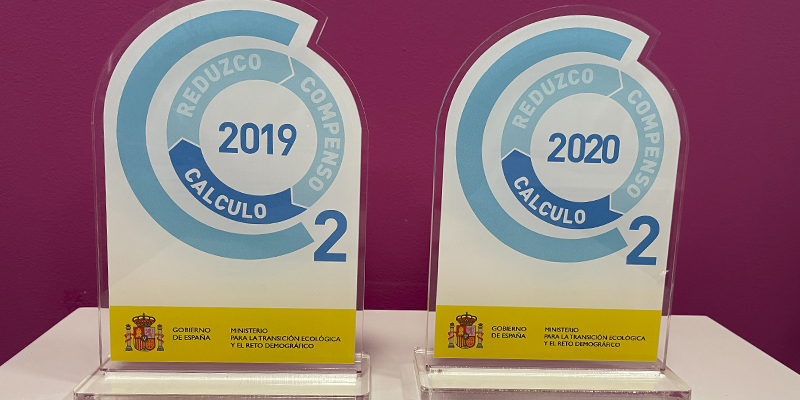 REDUZCO
COMPENSO
2019
CALCULO
2
GOBIERNO
DE ESPAÑA
MINISTERIO
PARA LA TRANSICIÓN ECOLÓGICA
Y EL RETO DEMOGRÁFICO
REDUZCO
COMPENSO
2020
CALCULO
2
GOBIERNO
DE ESPAÑA
MINISTERIO
PARA LA TRANSICIÓN ECOLÓGICA
Y EL RETO DEMOGRÁFICO